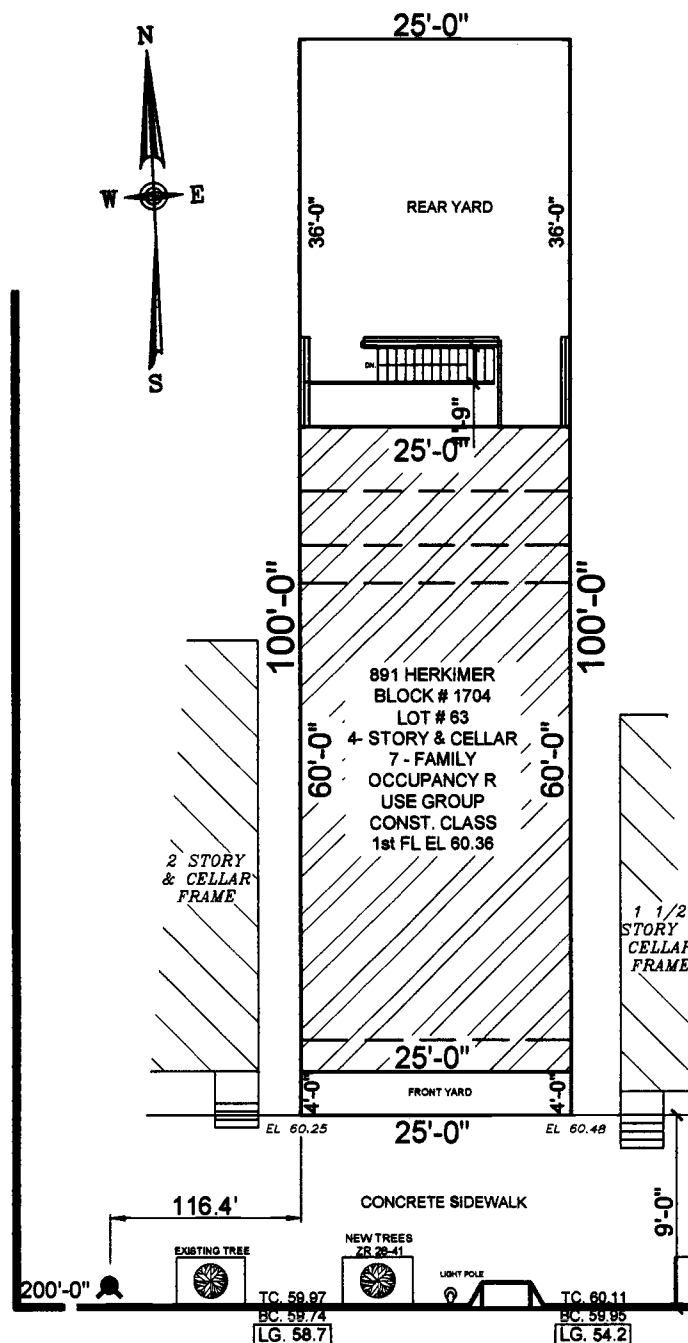 25'-0"
N
W
E
S
REAR YARD
36'-0"
36'-0"
DN.
25'-0"
100'-0"
100'-0"
891 HERKIMER
BLOCK # 1704
LOT # 63
4- STORY & CELLAR
7 - FAMILY
OCCUPANCY R
USE GROUP
CONST. CLASS
1st FL EL 60.36
60'-0"
60'-0"
2 STORY
& CELLAR
FRAME
1 1/2
STORY
CELLAR
FRAME
25'-0"
4'-0"
FRONT YARD
4'-0"
EL 60.25
25'-0"
EL 60.48
116.4'
CONCRETE SIDEWALK
9'-0"
EXISTING TREE
NEW TREES
ZR 28-41
LIGHT POLE
200'-0"
TC. 59.97
BC. 59.74
LG. 58.7
TC. 60.11
BC. 59.95
LG. 54.2